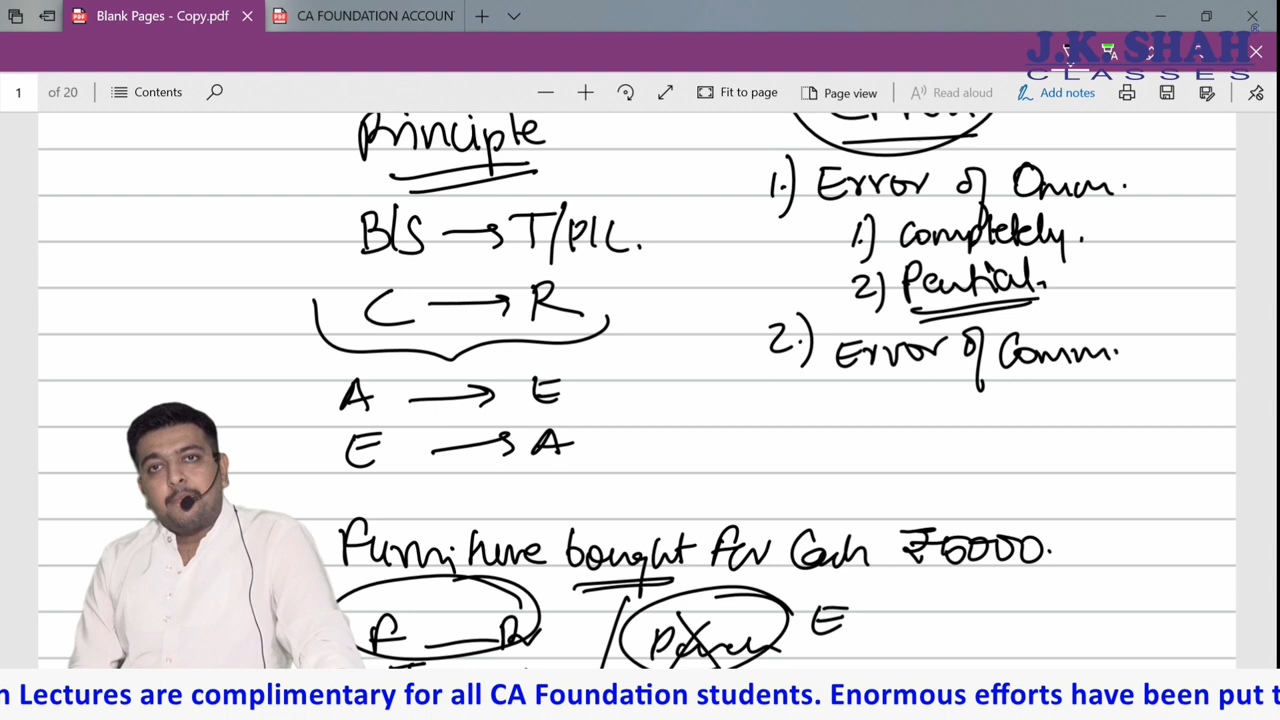 Blank Pages - Copy.pdf
CA FOUNDATION ACCOUN
J.K. SHAH®
CLASSES
1 of 20
Contents
Fit to page
Page view
Read aloud
Add notes
Principle
B/S → T/P/L.
C → R
A → E
E → A
1.) Error of Omm.
1) Completely.
2) Partial.
2.) Error of Comm.
Furniture bought for Cash ₹5000.
E
n Lectures are complimentary for all CA Foundation students. Enormous efforts have been put t